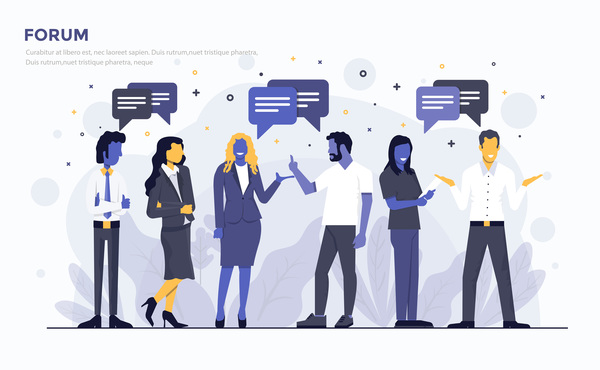 FORUM
Curabitur at libero est, nec laoreet sapien. Duis rutrum,nuet tristique pharetra,
Duis rutrum,nuet tristique pharetra, neque